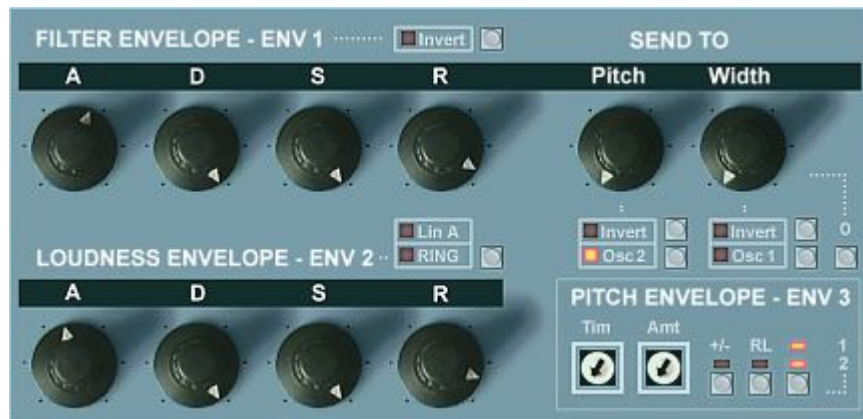 FILTER ENVELOPE - ENV 1
Invert
SEND TO
A D S R Pitch Width
Lin A
RING
Invert
Osc 2
Invert
Osc 1
0
LOUDNESS ENVELOPE - ENV 2
A D S R
PITCH ENVELOPE - ENV 3
Tim Amt +/- RL 1
2